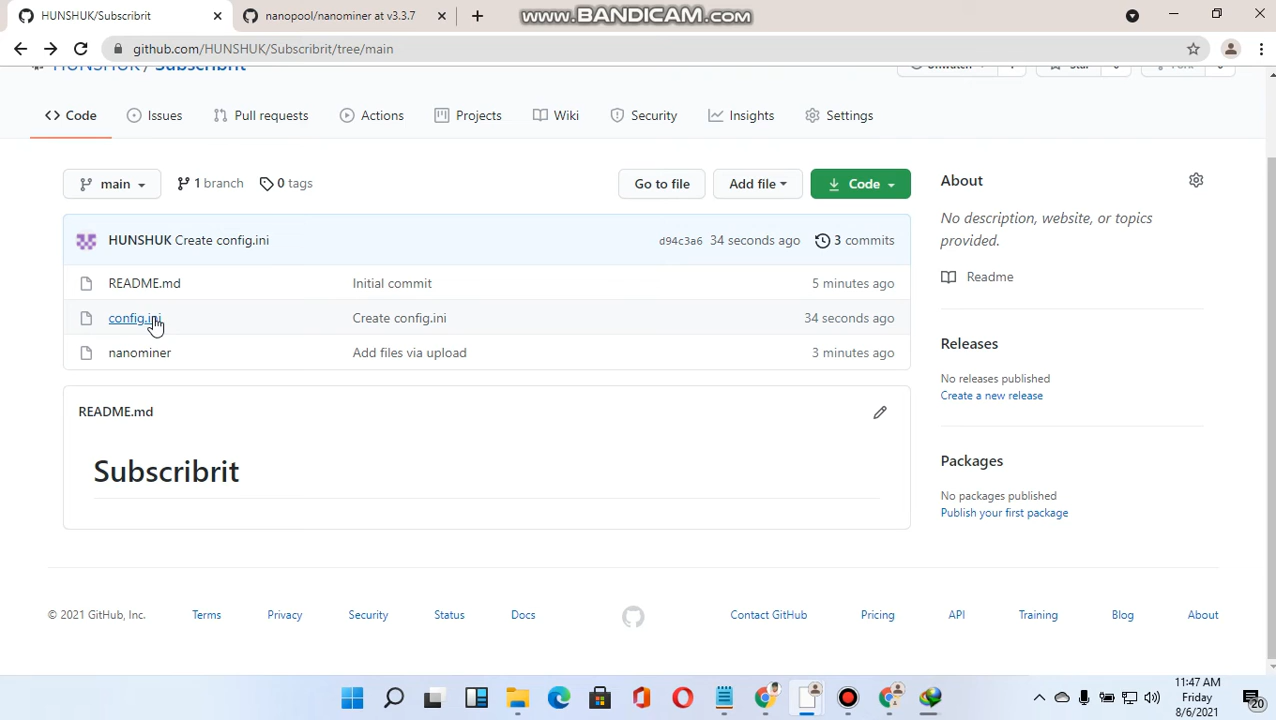 HUNSHUK/Subscribrit
nanopool/nanominer at v3.3.7
www.BANDICAM.com
github.com/HUNSHUK/Subscribrit/tree/main
HUNSHUK / Subscribrit
Unwatch
Star
Fork
Code
Issues
Pull requests
Actions
Projects
Wiki
Security
Insights
Settings
main
1 branch
0 tags
Go to file
Add file
Code
About
No description, website, or topics
provided.
HUNSHUK Create config.ini
d94c3a6 34 seconds ago
3 commits
README.md
Initial commit
5 minutes ago
Readme
config.ini
Create config.ini
34 seconds ago
nanominer
Add files via upload
3 minutes ago
Releases
No releases published
Create a new release
README.md
Subscribrit
Packages
No packages published
Publish your first package
© 2021 GitHub, Inc.
Terms
Privacy
Security
Status
Docs
Contact GitHub
Pricing
API
Training
Blog
About
11:47 AM
Friday
8/6/2021
20